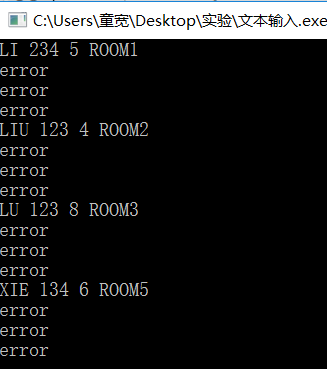 C:\Users\童宽\Desktop\实验\文本输入.exe
LI 234 5 ROOM1
error
error
error
LIU 123 4 ROOM2
error
error
error
LU 123 8 ROOM3
error
error
error
XIE 134 6 ROOM5
error
error
error